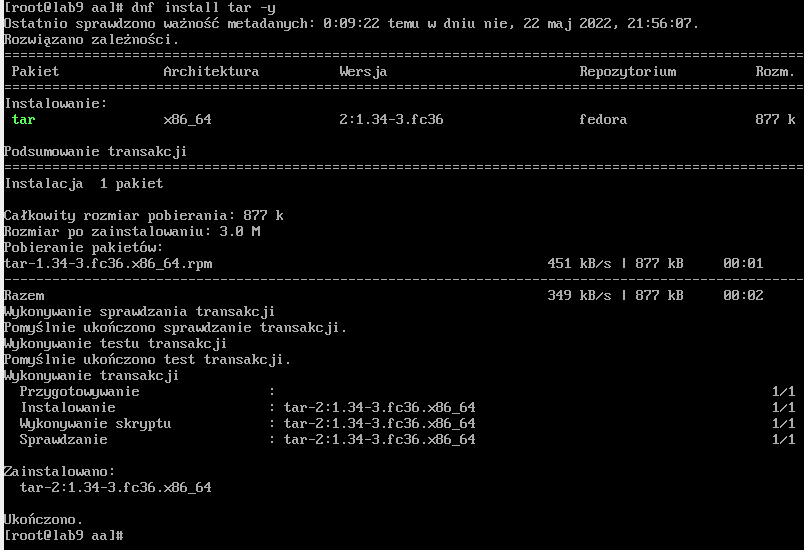 [root@lab9 aa]# dnf install tar -y
Ostatnio sprawdzono ważność metadanych: 0:09:22 temu w dniu nie, 22 maj 2022, 21:56:07.
Rozwiązano zależności.
================================================================================
Pakiet Architektura Wersja Repozytorium Rozm.
================================================================================
Instalowanie:
tar x86_64 2:1.34-3.fc36 fedora 877 k

Podsumowanie transakcji
================================================================================
Instalacja 1 pakiet

Całkowity rozmiar pobierania: 877 k
Rozmiar po zainstalowaniu: 3.0 M
Pobieranie pakietów:
tar-1.34-3.fc36.x86_64.rpm 451 kB/s | 877 kB 00:01
--------------------------------------------------------------------------------
Razem 349 kB/s | 877 kB 00:02
Wykonywanie sprawdzania transakcji
Pomyślnie ukończono sprawdzanie transakcji.
Wykonywanie testu transakcji
Pomyślnie ukończono test transakcji.
Wykonywanie transakcji
Przygotowywanie : 1/1
Instalowanie : tar-2:1.34-3.fc36.x86_64 1/1
Wykonywanie skryptu : tar-2:1.34-3.fc36.x86_64 1/1
Sprawdzanie : tar-2:1.34-3.fc36.x86_64 1/1

Zainstalowano:
tar-2:1.34-3.fc36.x86_64

Ukończono.
[root@lab9 aa]#